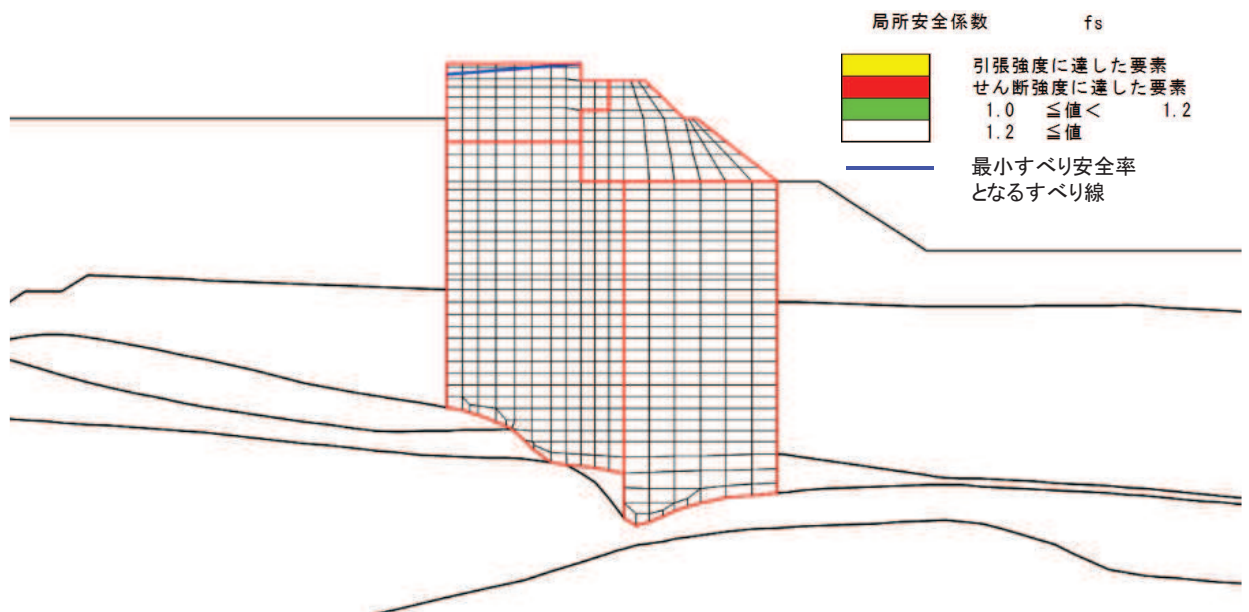 局所安全係数 fs
引張強度に達した要素
せん断強度に達した要素
1.0 ≦値< 1.2
1.2 ≦値
最小すべり安全率
となるすべり線